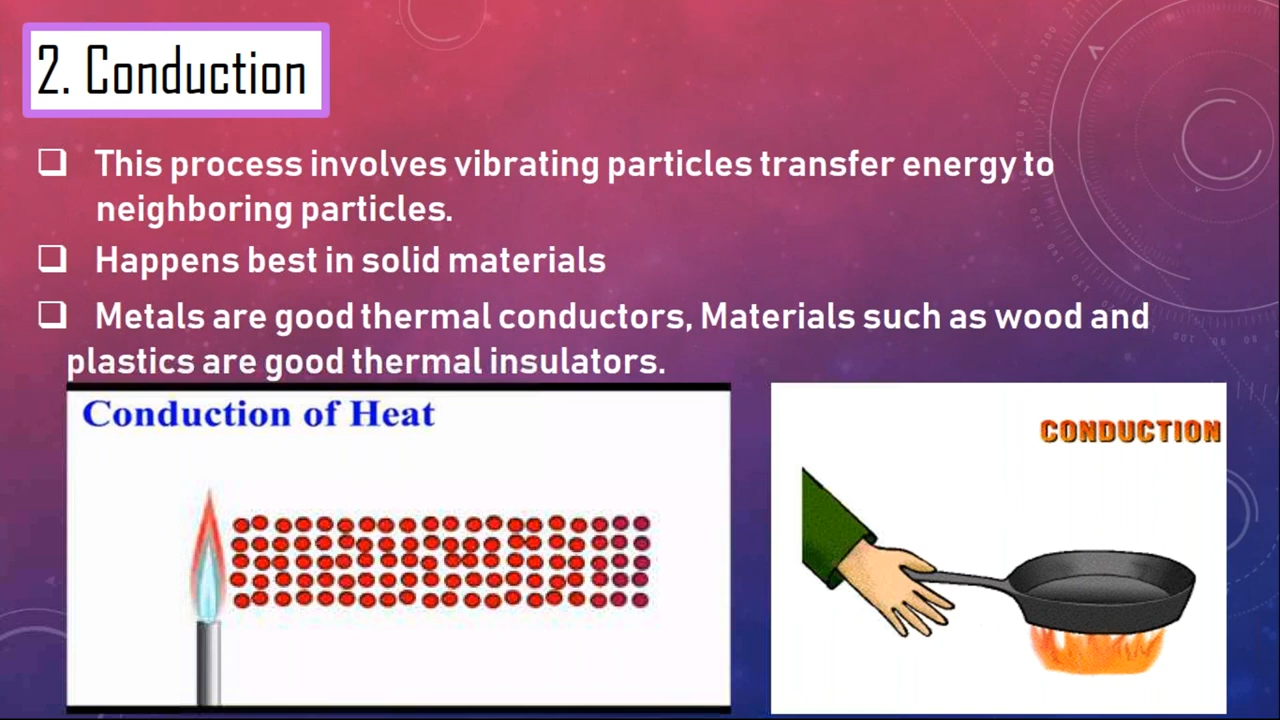 2. Conduction
❑ This process involves vibrating particles transfer energy to
neighboring particles.
❑ Happens best in solid materials
❑ Metals are good thermal conductors, Materials such as wood and
plastics are good thermal insulators.
Conduction of Heat
CONDUCTION